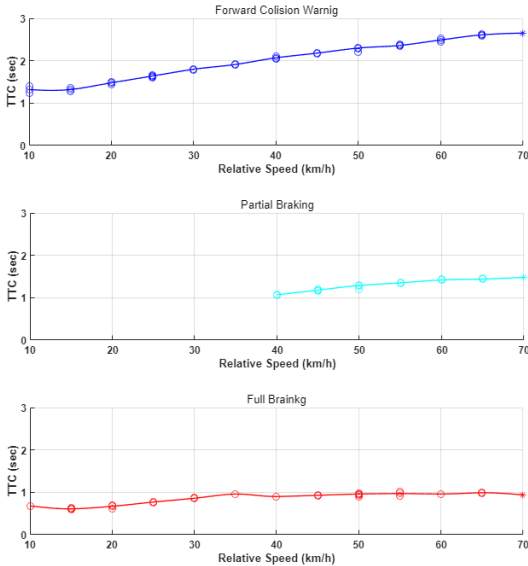 Forward Colision Warnig
3
2
1
0
TTC (sec)
10 20 30 40 50 60 70
Relative Speed (km/h)
Partial Braking
3
2
1
0
TTC (sec)
10 20 30 40 50 60 70
Relative Speed (km/h)
Full Brainkg
3
2
1
0
TTC (sec)
10 20 30 40 50 60 70
Relative Speed (km/h)